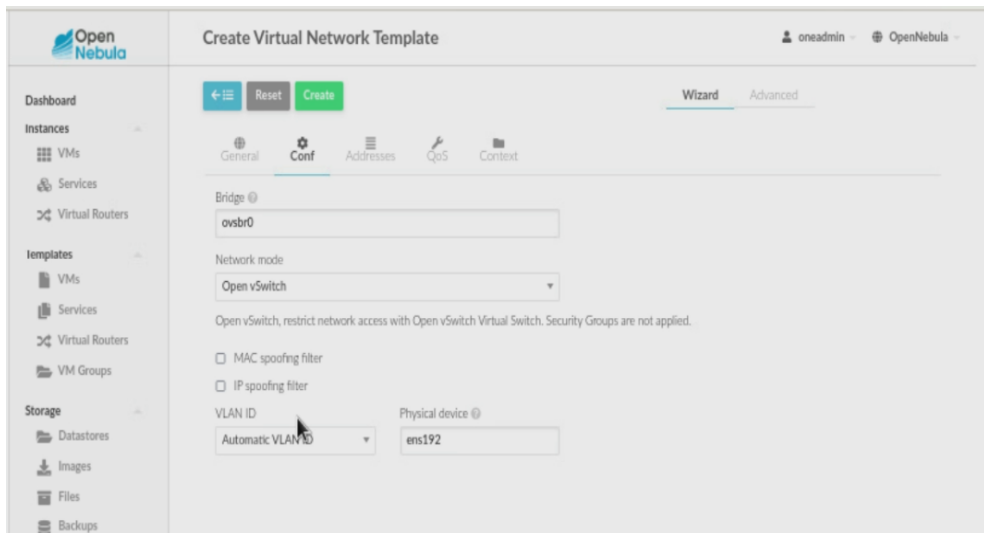 Open
Nebula
Create Virtual Network Template
oneadmin
OpenNebula
Dashboard
Instances
VMs
Services
Virtual Routers
Templates
VMs
Services
Virtual Routers
VM Groups
Storage
Datastores
Images
Files
Backups
Reset
Create
Wizard
Advanced
General
Conf
Addresses
QoS
Context
Bridge
ovsbr0
Network mode
Open vSwitch
Open vSwitch, restrict network access with Open vSwitch Virtual Switch. Security Groups are not applied.
MAC spoofing filter
IP spoofing filter
VLAN ID
Physical device
Automatic VLAN ID
ens192